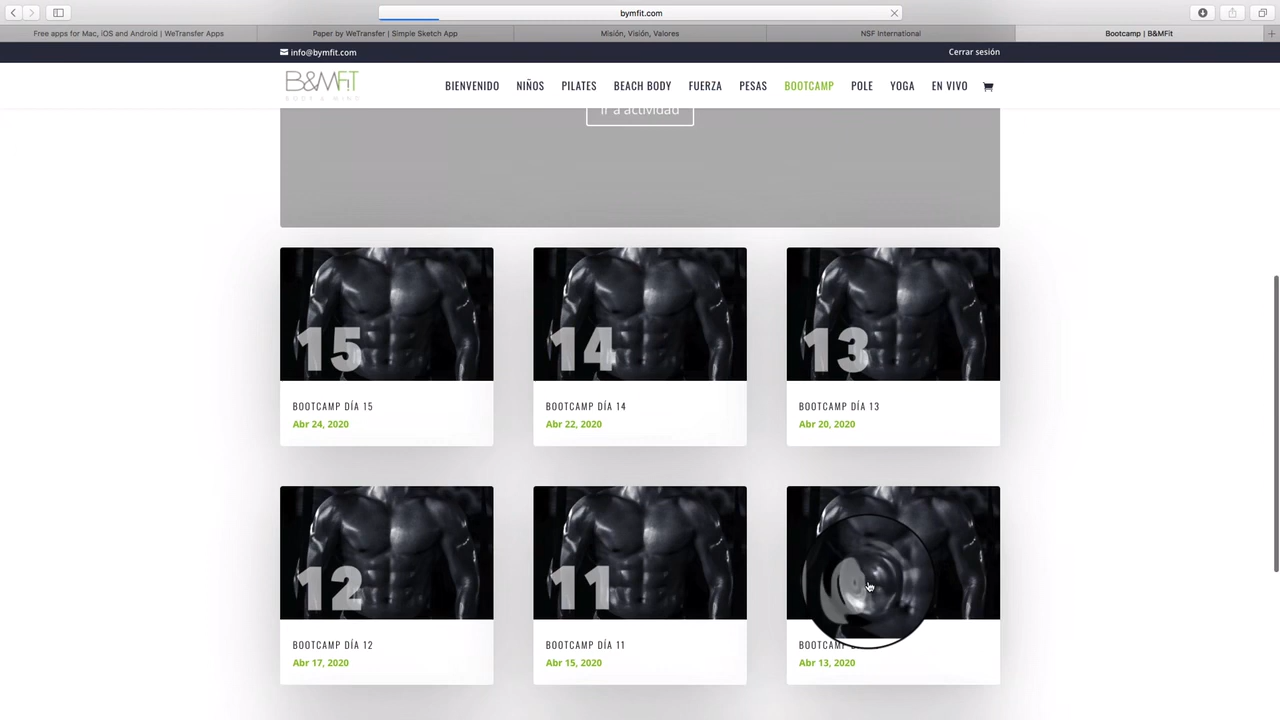 bymfit.com
Free apps for Mac, iOS and Android | WeTransfer Apps
Paper by WeTransfer | Simple Sketch App
Misión, Visión, Valores
NSF International
Bootcamp | B&MFit
info@bymfit.com
Cerrar sesión
B&MFiT
BODY & MIND
BIENVENIDO
NIÑOS
PILATES
BEACH BODY
FUERZA
PESAS
BOOTCAMP
POLE
YOGA
EN VIVO
Ir a actividad
15
14
13
BOOTCAMP DÍA 15
BOOTCAMP DÍA 14
BOOTCAMP DÍA 13
Abr 24, 2020
Abr 22, 2020
Abr 20, 2020
12
11
BOOTCAMP DÍA 12
BOOTCAMP DÍA 11
BOOTCAMP
Abr 17, 2020
Abr 15, 2020
Abr 13, 2020